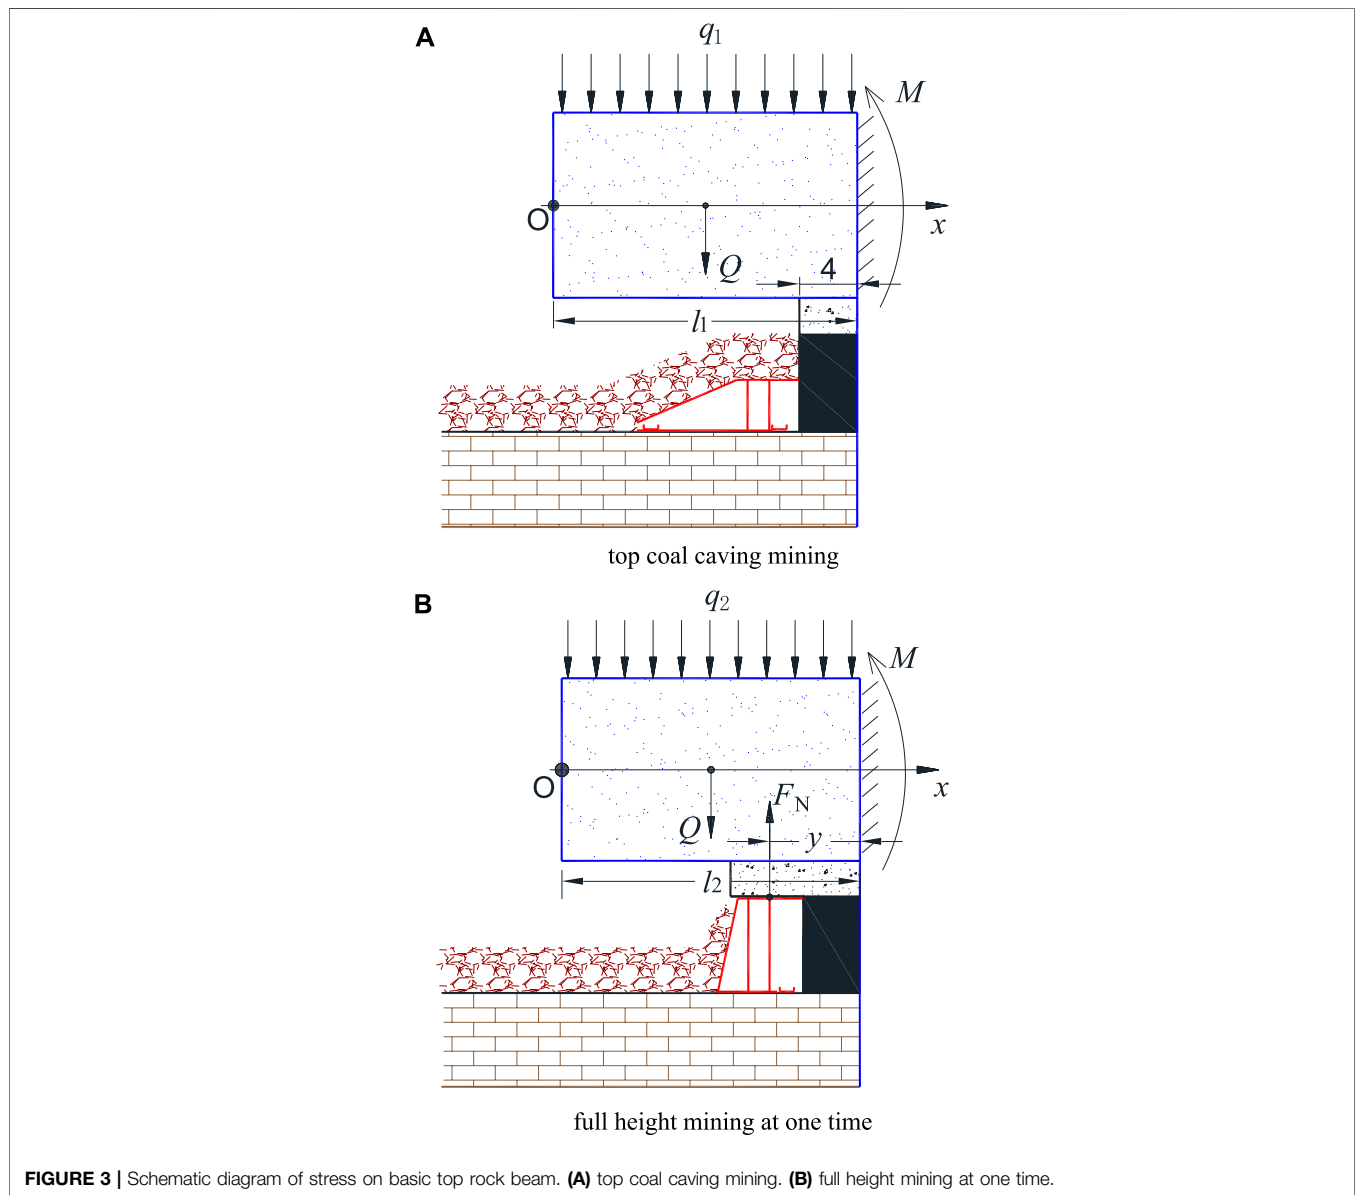 A
q1
M
O
x
Q
4
l1
top coal caving mining
B
q2
M
O
x
FN
Q
y
l2
full height mining at one time
FIGURE 3 | Schematic diagram of stress on basic top rock beam. (A) top coal caving mining. (B) full height mining at one time.